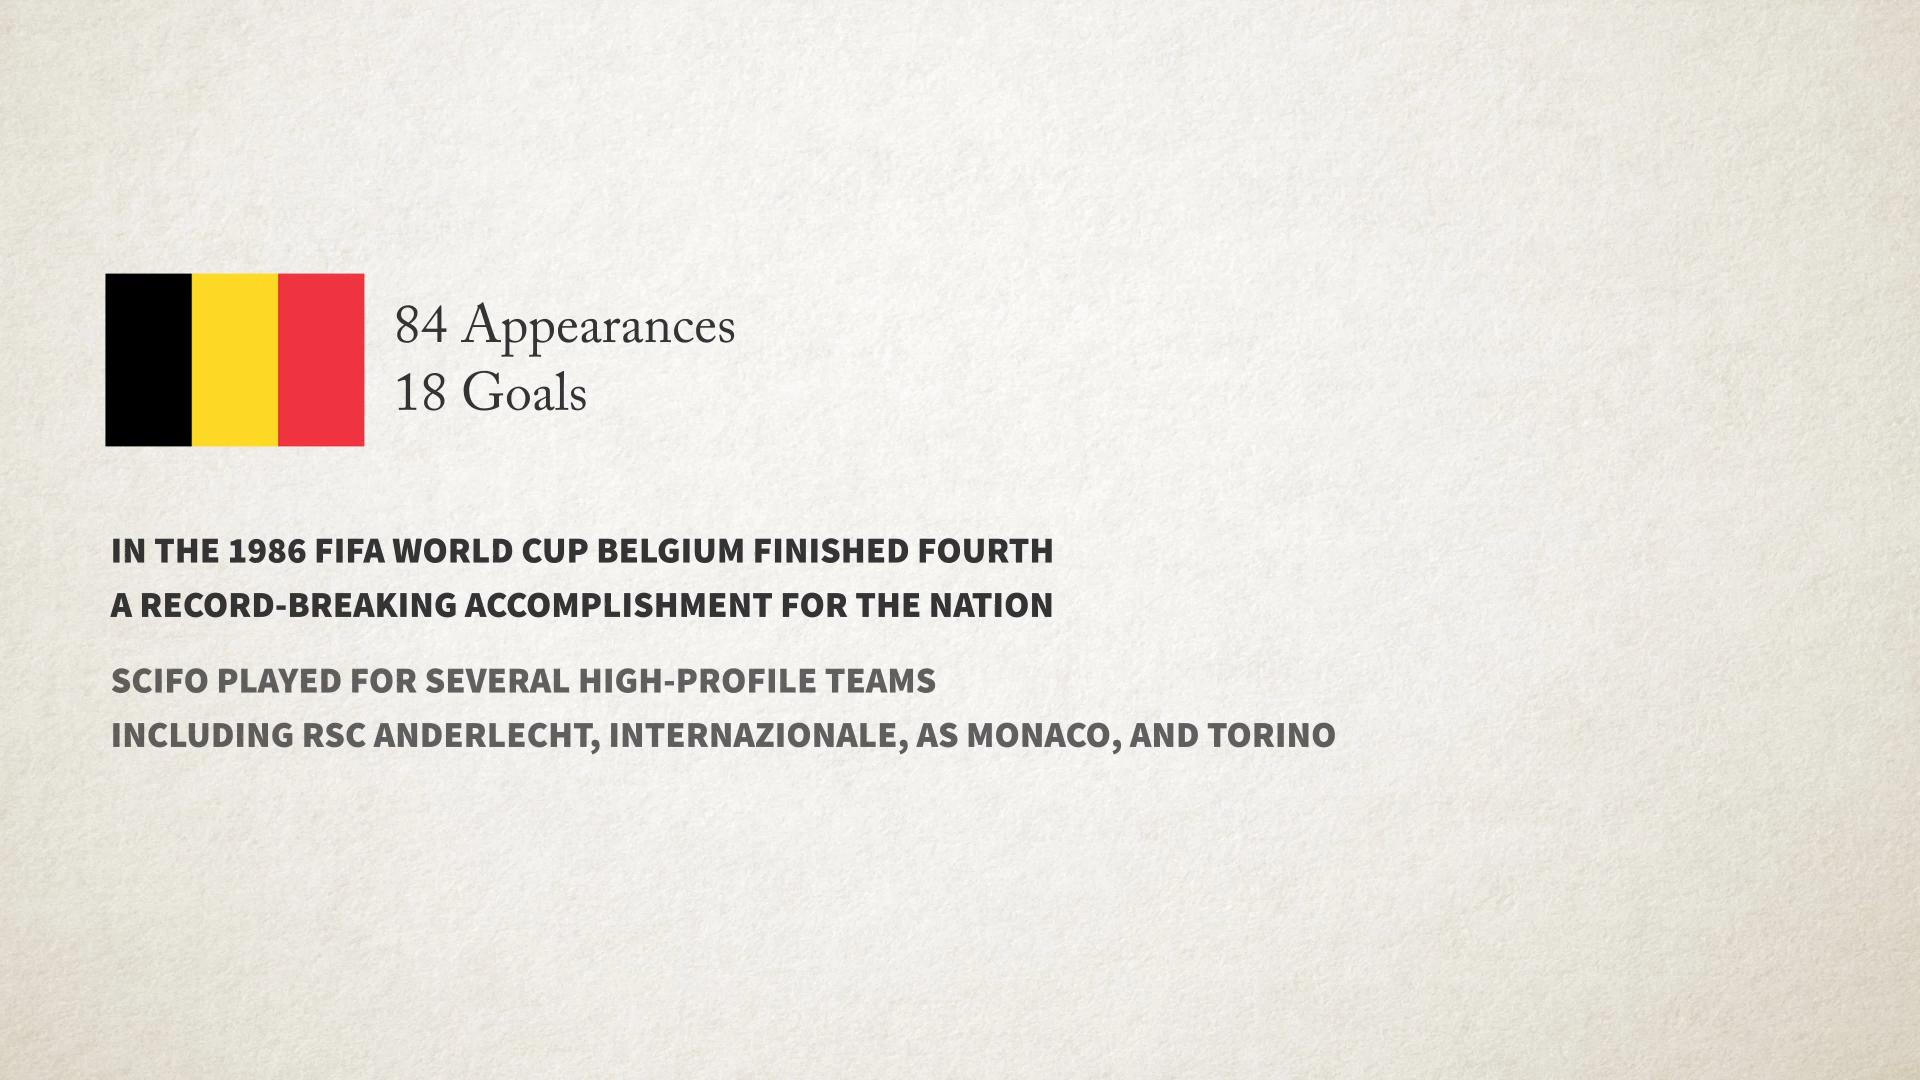 84 Appearances
18 Goals
IN THE 1986 FIFA WORLD CUP BELGIUM FINISHED FOURTH
A RECORD-BREAKING ACCOMPLISHMENT FOR THE NATION
SCIFO PLAYED FOR SEVERAL HIGH-PROFILE TEAMS
INCLUDING RSC ANDERLECHT, INTERNAZIONALE, AS MONACO, AND TORINO